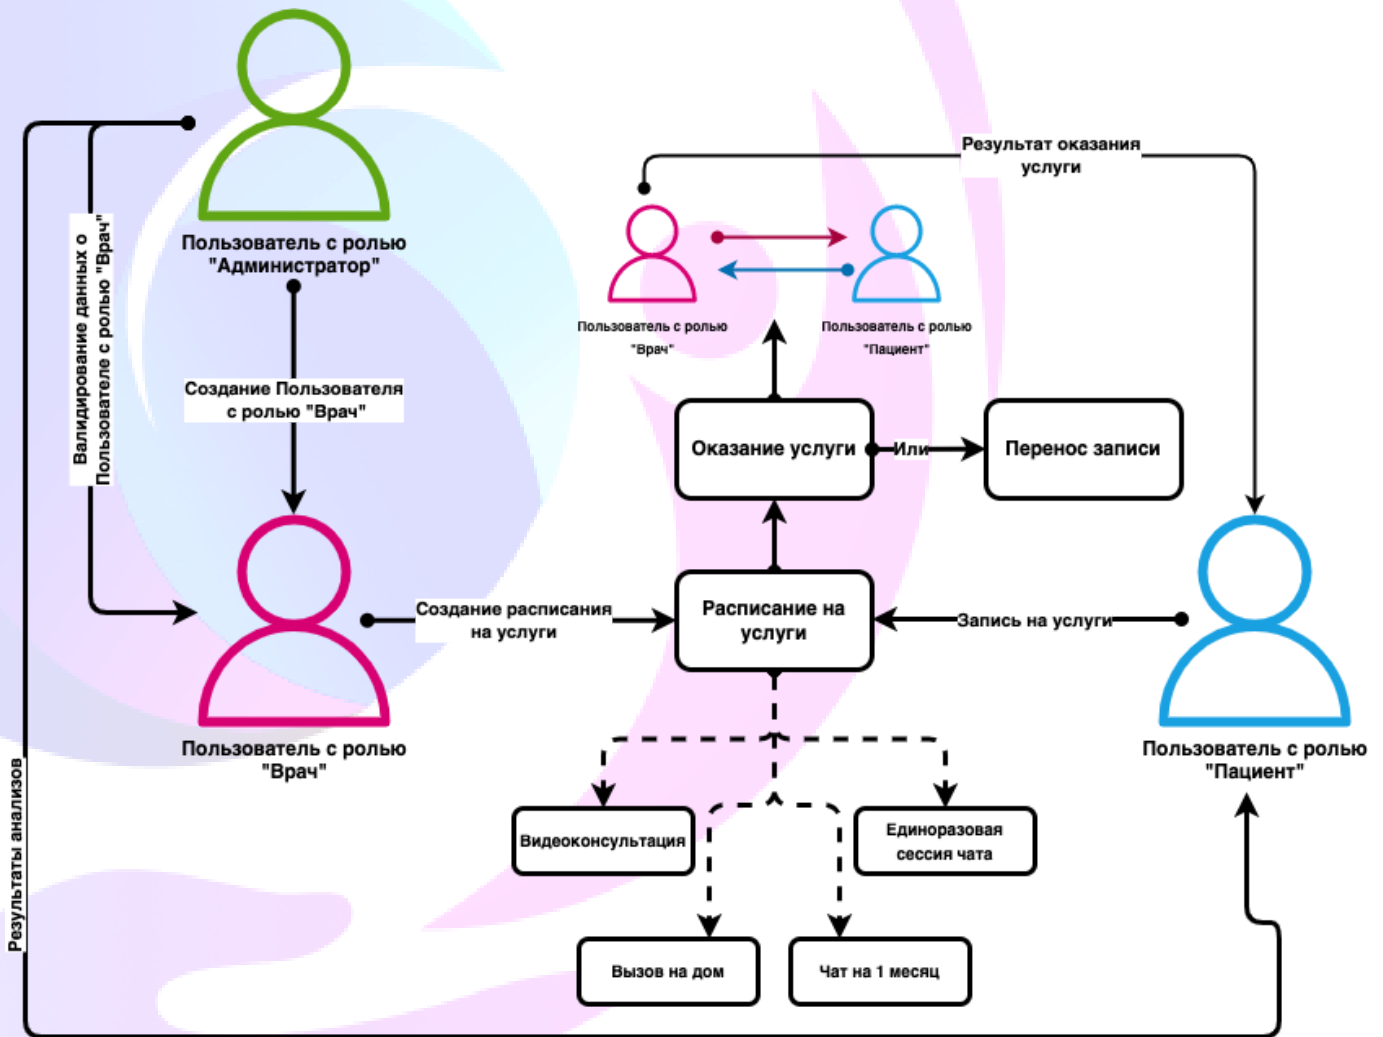 Пользователь с ролью
"Администратор"
Валидирование данных о
Пользователе с ролью "Врач"
Создание Пользователя
с ролью "Врач"
Результат оказания
услуги
Пользователь с ролью
"Врач"
Пользователь с ролью
"Пациент"
Оказание услуги
Или
Перенос записи
Создание расписания
на услуги
Расписание на
услуги
Запись на услуги
Пользователь с ролью
"Врач"
Пользователь с ролью
"Пациент"
Результаты анализов
Видеоконсультация
Единоразовая
сессия чата
Вызов на дом
Чат на 1 месяц